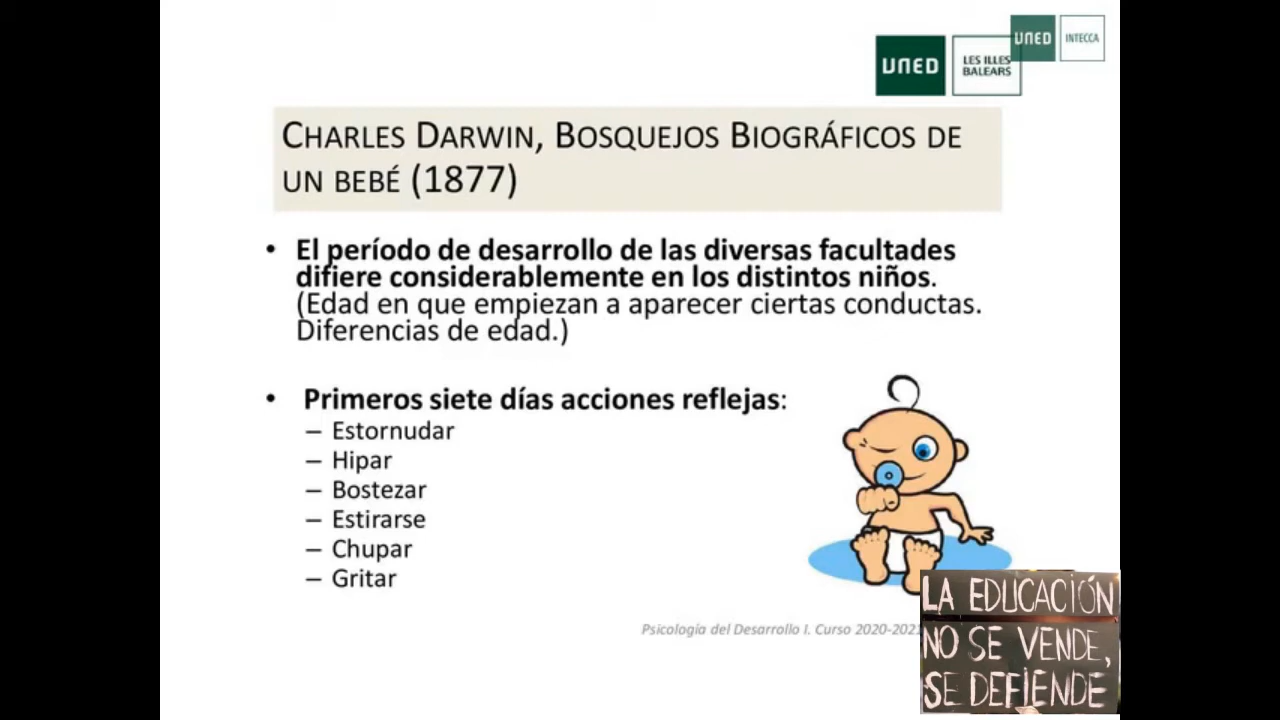 UNED
INTECCA
UNED
LES ILLES
BALEARS
CHARLES DARWIN, BOSQUEJOS BIOGRÁFICOS DE
UN BEBÉ (1877)
• El período de desarrollo de las diversas facultades
difiere considerablemente en los distintos niños.
(Edad en que empiezan a aparecer ciertas conductas.
Diferencias de edad.)
• Primeros siete días acciones reflejas:
– Estornudar
– Hipar
– Bostezar
– Estirarse
– Chupar
– Gritar
Psicología del Desarrollo I. Curso 2020-2021
LA EDUCACIÓN
NO SE VENDE,
SE DEFIENDE